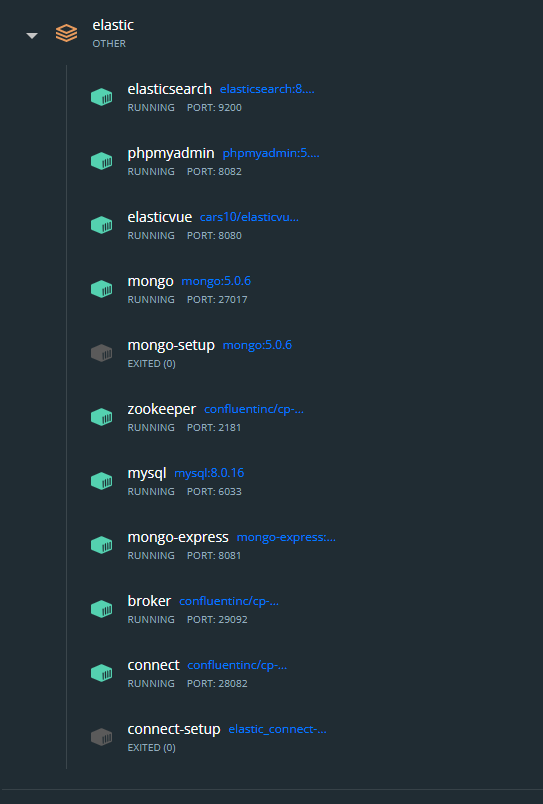 elastic
OTHER
elasticsearch elasticsearch:8....
RUNNING PORT: 9200
phpmyadmin phpmyadmin:5....
RUNNING PORT: 8082
elasticvue cars10/elasticvu...
RUNNING PORT: 8080
mongo mongo:5.0.6
RUNNING PORT: 27017
mongo-setup mongo:5.0.6
EXITED (0)
zookeeper confluentinc/cp-...
RUNNING PORT: 2181
mysql mysql:8.0.16
RUNNING PORT: 6033
mongo-express mongo-express:...
RUNNING PORT: 8081
broker confluentinc/cp-...
RUNNING PORT: 29092
connect confluentinc/cp-...
RUNNING PORT: 28082
connect-setup elastic_connect-...
EXITED (0)